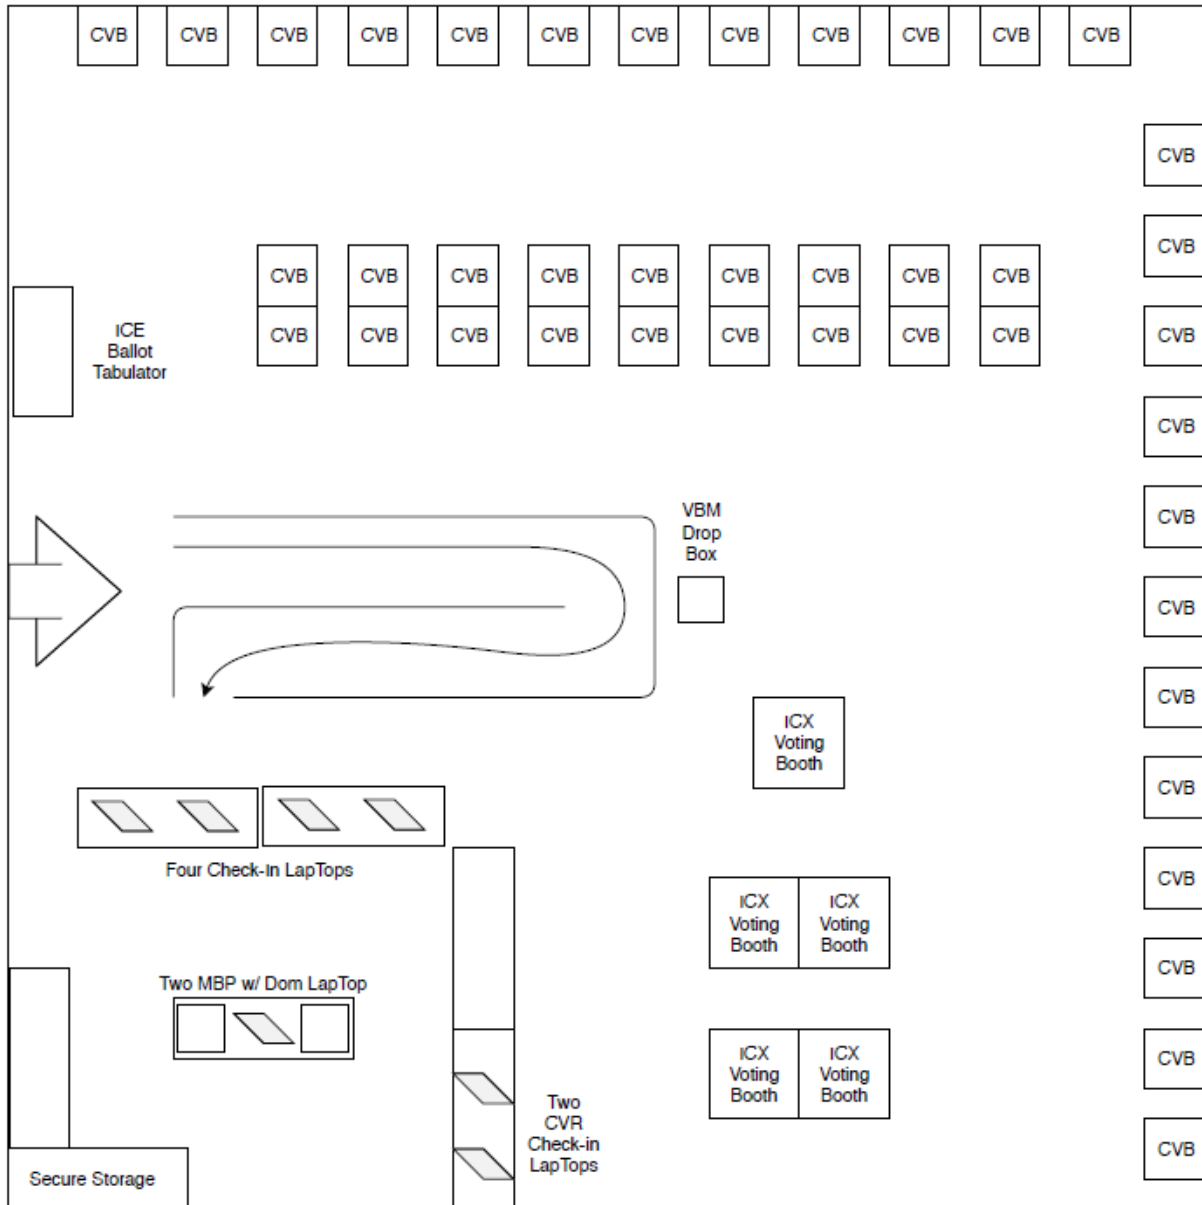 CVB CVB CVB CVB CVB CVB CVB CVB CVB CVB CVB CVB
CVB
CVB
CVB CVB CVB CVB CVB CVB CVB CVB CVB
CVB CVB CVB CVB CVB CVB CVB CVB CVB
CVB
ICE
Ballot
Tabulator
CVB
VBM
Drop
Box
CVB
CVB
CVB
ICX
Voting
Booth
CVB
Four Check-in LapTops
CVB
ICX
Voting
Booth
ICX
Voting
Booth
CVB
Two MBP w/ Dom LapTop
ICX
Voting
Booth
ICX
Voting
Booth
CVB
Two
CVR
Check-in
LapTops
CVB
Secure Storage